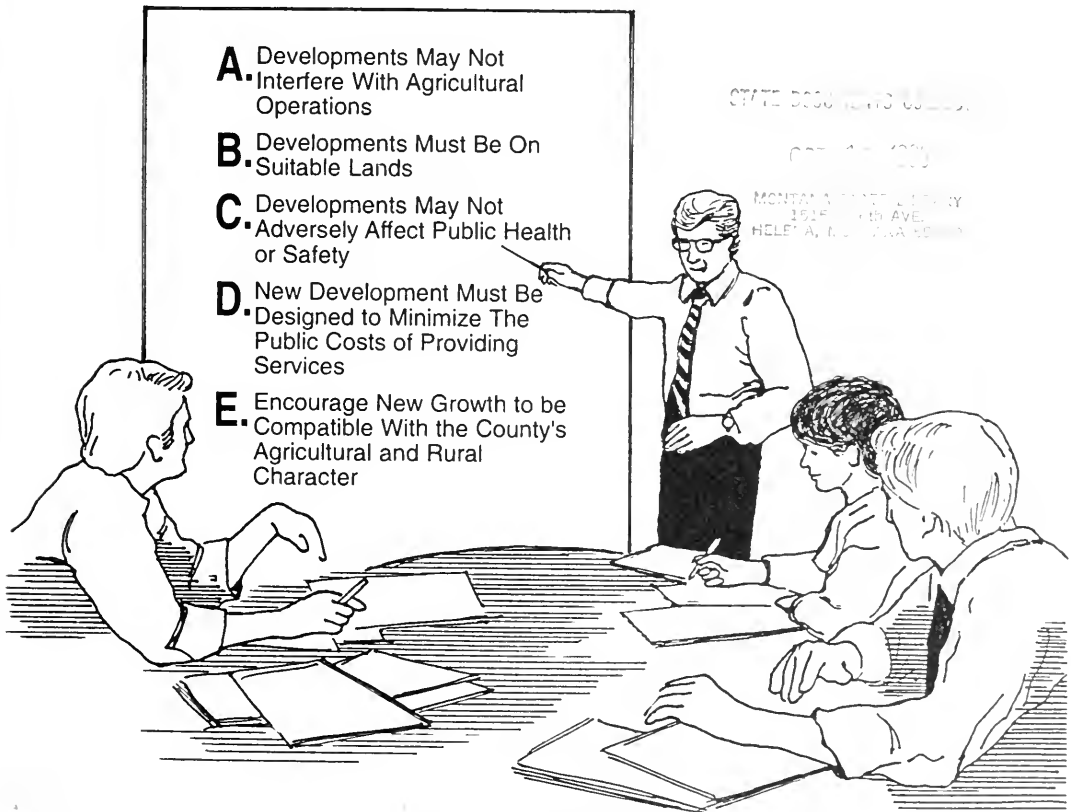 A. Developments May Not
Interfere With Agricultural
Operations
B. Developments Must Be On
Suitable Lands
C. Developments May Not
Adversely Affect Public Health
or Safety
D. New Development Must Be
Designed to Minimize The
Public Costs of Providing
Services
E. Encourage New Growth to be
Compatible With the County's
Agricultural and Rural
Character
STATE
AVE.